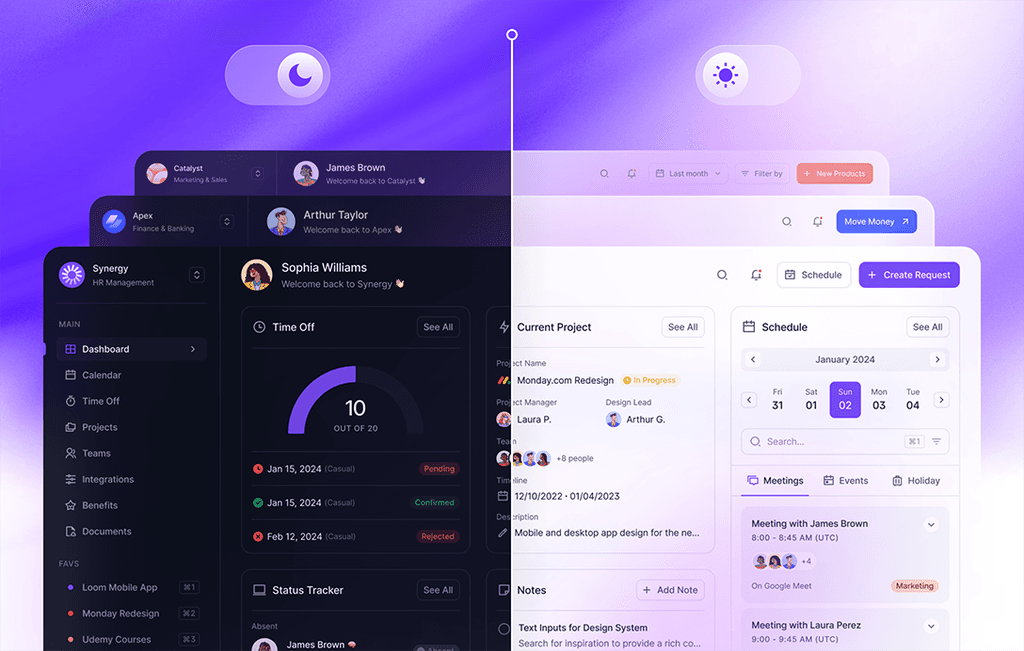 Catalyst
Marketing & Sales
James Brown
Welcome back to Catalyst 👋🏻
Last month
Filter by
+ New Products
Apex
Finance & Banking
Arthur Taylor
Welcome back to Apex 👋🏻
Move Money
Synergy
HR Management
Sophia Williams
Welcome back to Synergy 👋🏻
Schedule
+ Create Request
MAIN
Dashboard
Calendar
Time Off
Projects
Teams
Integrations
Benefits
Documents
FAVS
Loom Mobile App ⌘1
Monday Redesign ⌘2
Udemy Courses ⌘3
Time Off
See All
10
OUT OF 20
Jan 15, 2024 (Casual) Pending
Jan 15, 2024 (Casual) Confirmed
Feb 12, 2024 (Casual) Rejected
Status Tracker
See All
Absent
James Brown
Absent
Current Project
See All
Project Name
Monday.com Redesign
In Progress
Project Manager
Design Lead
Laura P.
Arthur G.
Team
+8 people
Timeline
12/10/2022 • 01/04/2023
Description
Mobile and desktop app design for the ne...
Notes
+ Add Note
Text Inputs for Design System
Search for inspiration to provide a rich co...
Schedule
See All
January 2024
Fri Sat Sun Mon Tue
31 01 02 03 04
Search... ⌘1
Meetings
Events
Holiday
Meeting with James Brown
8:00 - 8:45 AM (UTC)
+4
On Google Meet
Marketing
Meeting with Laura Perez
9:00 - 9:45 AM (UTC)